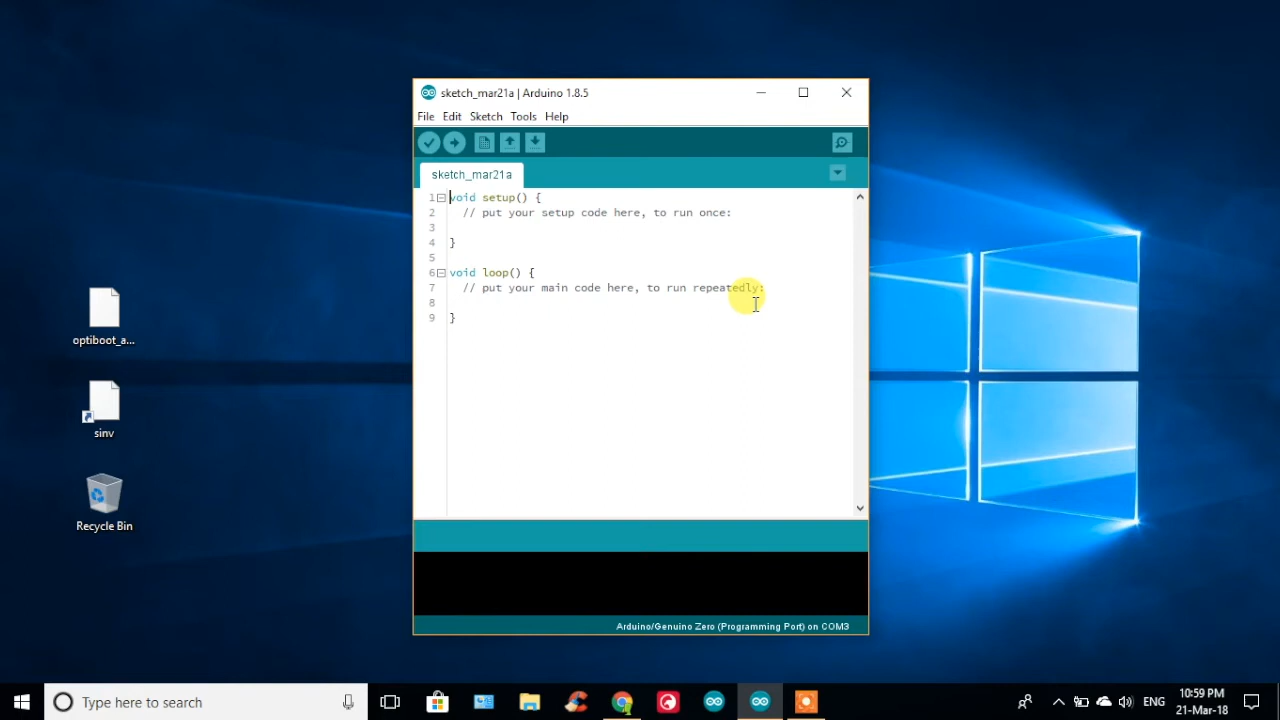 sketch_mar21a | Arduino 1.8.5
File Edit Sketch Tools Help
sketch_mar21a
1 void setup() {
2 // put your setup code here, to run once:
3
4 }
5
6 void loop() {
7 // put your main code here, to run repeatedly:
8
9 }
Arduino/Genuino Zero (Programming Port) on COM3
optiboot_a...
sinv
Recycle Bin
Type here to search
ENG
10:59 PM
21-Mar-18